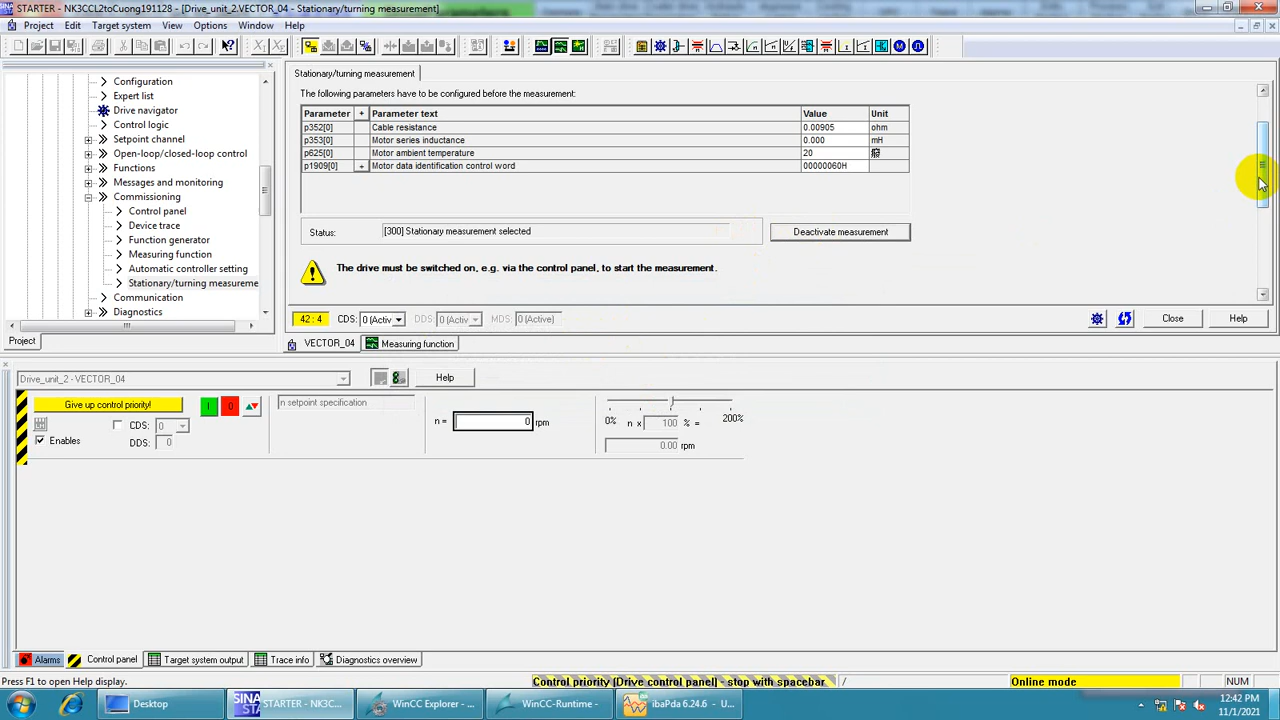 STARTER - NK3CCL2toCuong191128 - [Drive_unit_2.VECTOR_04 - Stationary/turning measurement]
Project Edit Target system View Options Window Help
Configuration
Expert list
Drive navigator
Control logic
Setpoint channel
Open-loop/closed-loop control
Functions
Messages and monitoring
Commissioning
Control panel
Device trace
Function generator
Measuring function
Automatic controller setting
Stationary/turning measureme
Communication
Diagnostics
Project
Stationary/turning measurement
The following parameters have to be configured before the measurement:
Parameter + Parameter text Value Unit
p352[0] Cable resistance 0.00905 ohm
p353[0] Motor series inductance 0.000 mH
p625[0] Motor ambient temperature 20
p1909[0] + Motor data identification control word 00000060H
Status: [300] Stationary measurement selected Deactivate measurement
The drive must be switched on, e.g. via the control panel, to start the measurement.
42 : 4 CDS: 0 (Activ DDS: 0 (Activ MDS: 0 (Active) Close Help
VECTOR_04 Measuring function
Drive_unit_2 - VECTOR_04 Help
Give up control priority! I 0 n setpoint specification
CDS: 0 n = 0 rpm 0% n x 100 % = 200%
Enables DDS: 0 0.00 rpm
Alarms Control panel Target system output Trace info Diagnostics overview
Press F1 to open Help display. Control priority [Drive control panel] - stop with spacebar / Online mode NUM
Desktop STARTER - NK3C... WinCC Explorer - ... WinCC-Runtime - ... ibaPda 6.24.6 - U...
12:42 PM
11/1/2021